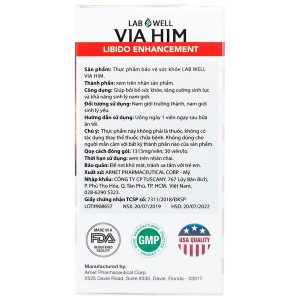 LAB WELL
VIA HIM
LIBIDO ENHANCEMENT
Sản phẩm: Thực phẩm bảo vệ sức khỏe LAB WELL
VIA HIM.
Thành phần: xem trên nhãn sản phẩm.
Công dụng: Giúp bồi bổ sức khỏe, tăng cường sinh lực
và khả năng sinh lý nam giới.
Đối tượng sử dụng: Nam giới trưởng thành, nam giới sinh
lý yếu.
Hướng dẫn sử dụng: Uống ngày 1 viên ngay sau bữa
ăn tối.
Chú ý: Thực phẩm này không phải là thuốc, không có
tác dụng thay thế thuốc chữa bệnh. Không dùng cho
người mẫn cảm với bất kỳ thành phần nào của sản phẩm.
Quy cách đóng gói: 1313mg/viên; 30 viên/lọ.
Thời hạn sử dụng: xem trên nhãn chai.
Bảo quản: Để nơi khô mát, tránh xa tầm với trẻ em.
Xuất xứ: ARNET PHARMACEUTICAL CORP. - Mỹ
Nhập khẩu: CÔNG TY CP TUSCANY. 767 Lũy Bán Bích,
P. Phú Thọ Hòa, Q. Tân Phú, TP. HCM, Việt Nam
028-6290 5323.
Giấy chứng nhận TCSP số: 7311/2018/ĐKSP
LOT#908657 NSX: 20/07/2019 HSD: 20/07/2022
MADE IN A
FDA
REGISTERED FACILITY
GMP
USA
QUALITY
Manufactured by:
Arnet Pharmaceutical Corp.
2525 Davie Road, Suite #330, Davie, Florida - 33317